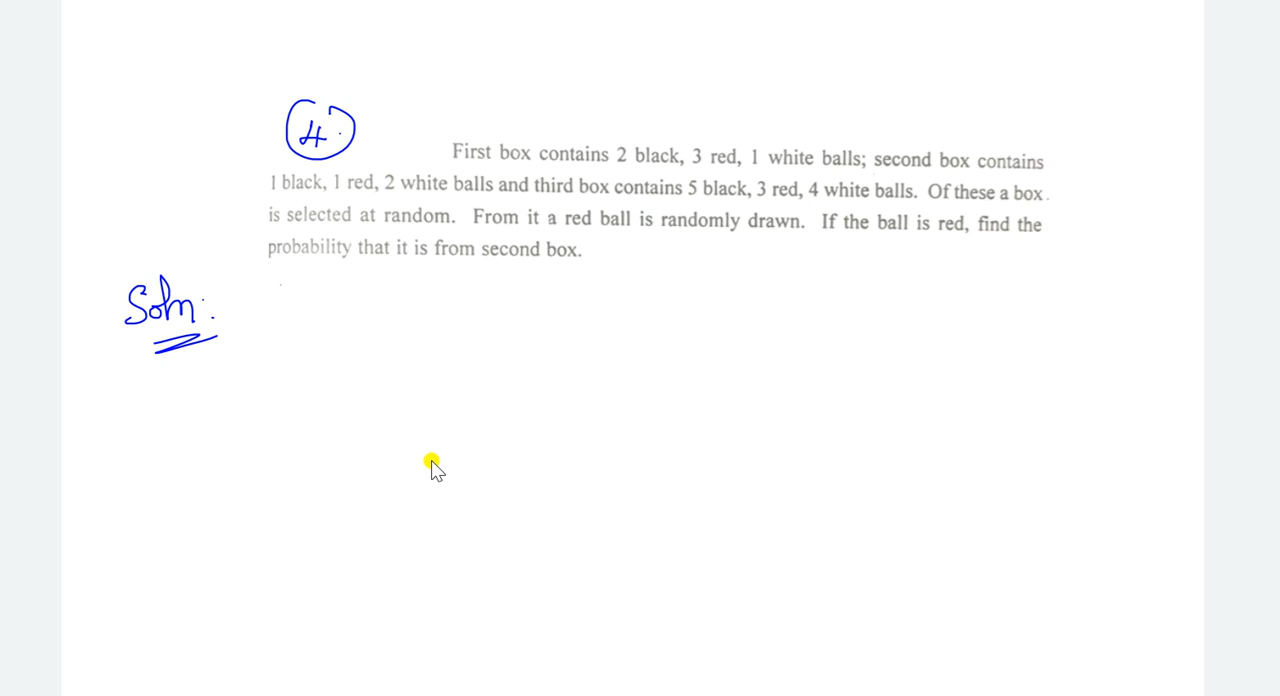 4.
First box contains 2 black, 3 red, 1 white balls; second box contains
1 black, 1 red, 2 white balls and third box contains 5 black, 3 red, 4 white balls. Of these a box
is selected at random. From it a red ball is randomly drawn. If the ball is red, find the
probability that it is from second box.
Soln: